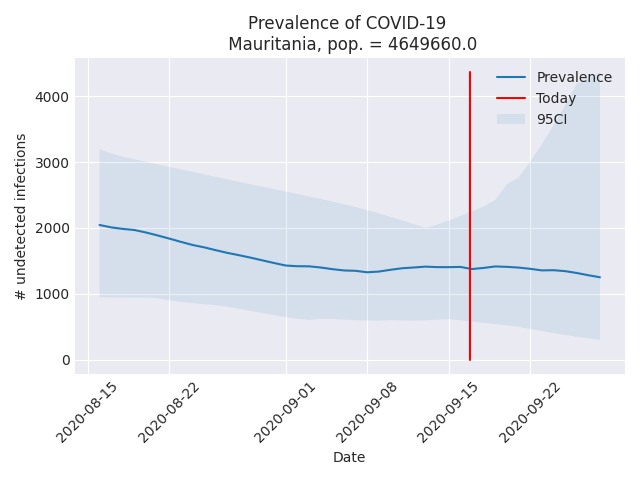 Prevalence of COVID-19
Mauritania, pop. = 4649660.0
Prevalence
Today
95CI
# undetected infections
4000
3000
2000
1000
0
2020-08-15
2020-08-22
2020-09-01
2020-09-08
2020-09-15
2020-09-22
Date